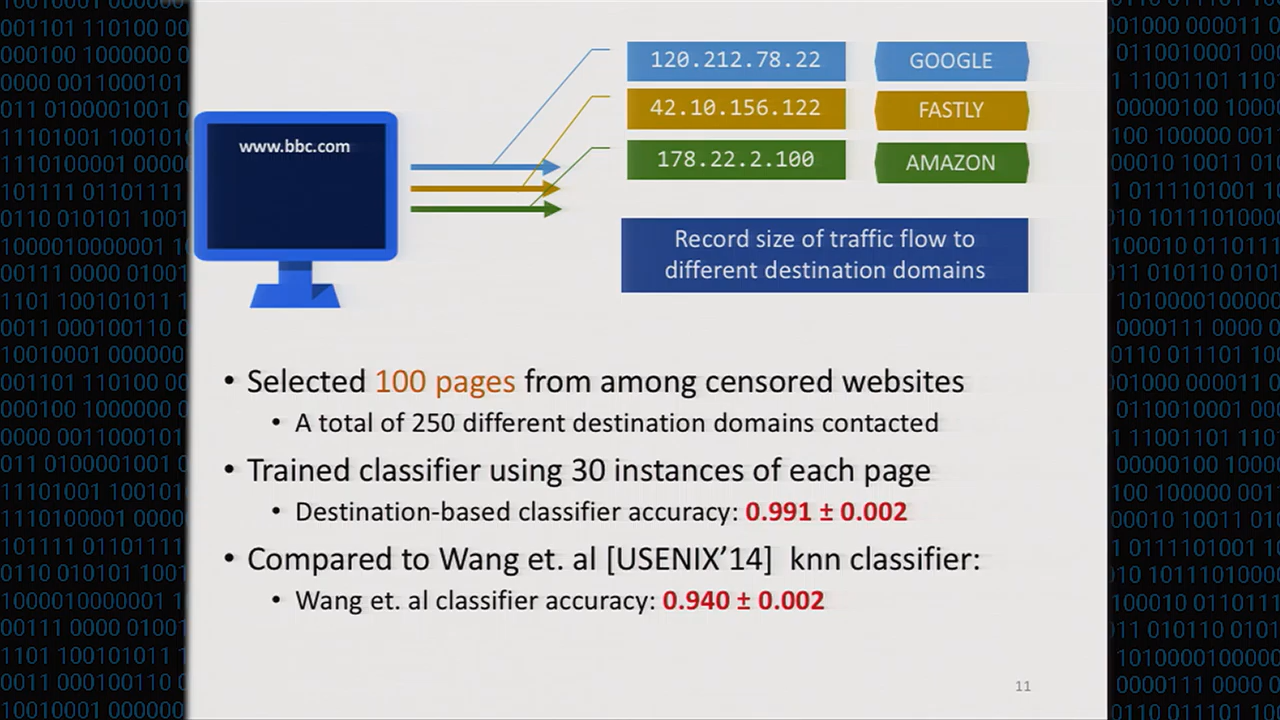 120.212.78.22 GOOGLE
42.10.156.122 FASTLY
www.bbc.com
178.22.2.100 AMAZON
Record size of traffic flow to
different destination domains
• Selected 100 pages from among censored websites
• A total of 250 different destination domains contacted
• Trained classifier using 30 instances of each page
• Destination-based classifier accuracy: 0.991 ± 0.002
• Compared to Wang et. al [USENIX’14] knn classifier:
• Wang et. al classifier accuracy: 0.940 ± 0.002
11